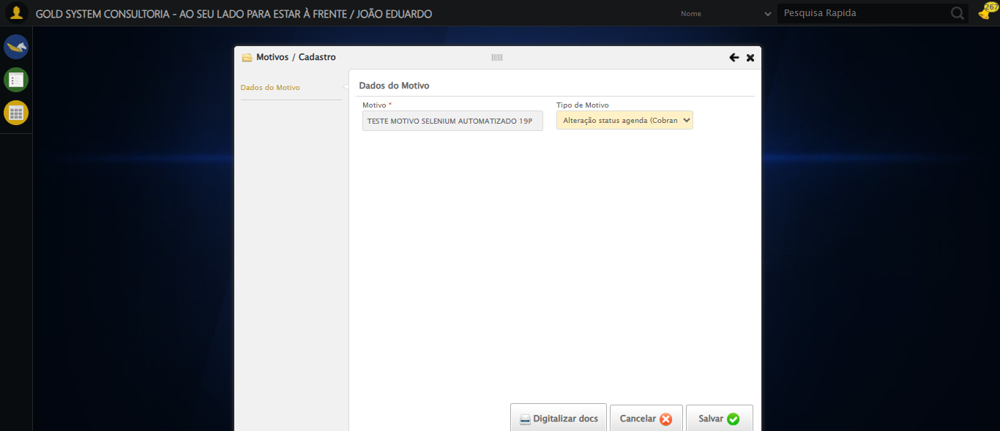 GOLD SYSTEM CONSULTORIA - AO SEU LADO PARA ESTAR À FRENTE / JOÃO EDUARDO
Nome
Pesquisa Rapida
267
Motivos / Cadastro
Dados do Motivo
Dados do Motivo
Motivo *
Tipo de Motivo
TESTE MOTIVO SELENIUM AUTOMATIZADO 19P
Alteração status agenda (Cobran
Digitalizar docs
Cancelar
Salvar